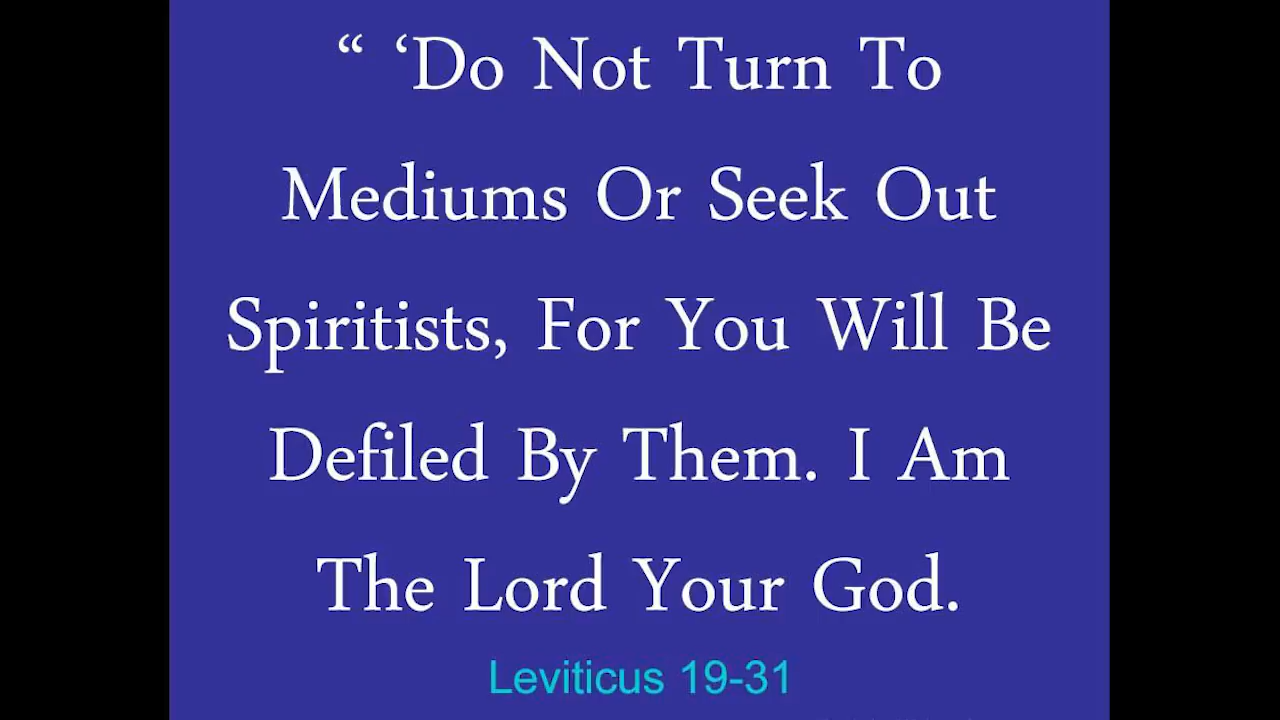 “ ‘Do Not Turn To
Mediums Or Seek Out
Spiritists, For You Will Be
Defiled By Them. I Am
The Lord Your God.
Leviticus 19-31